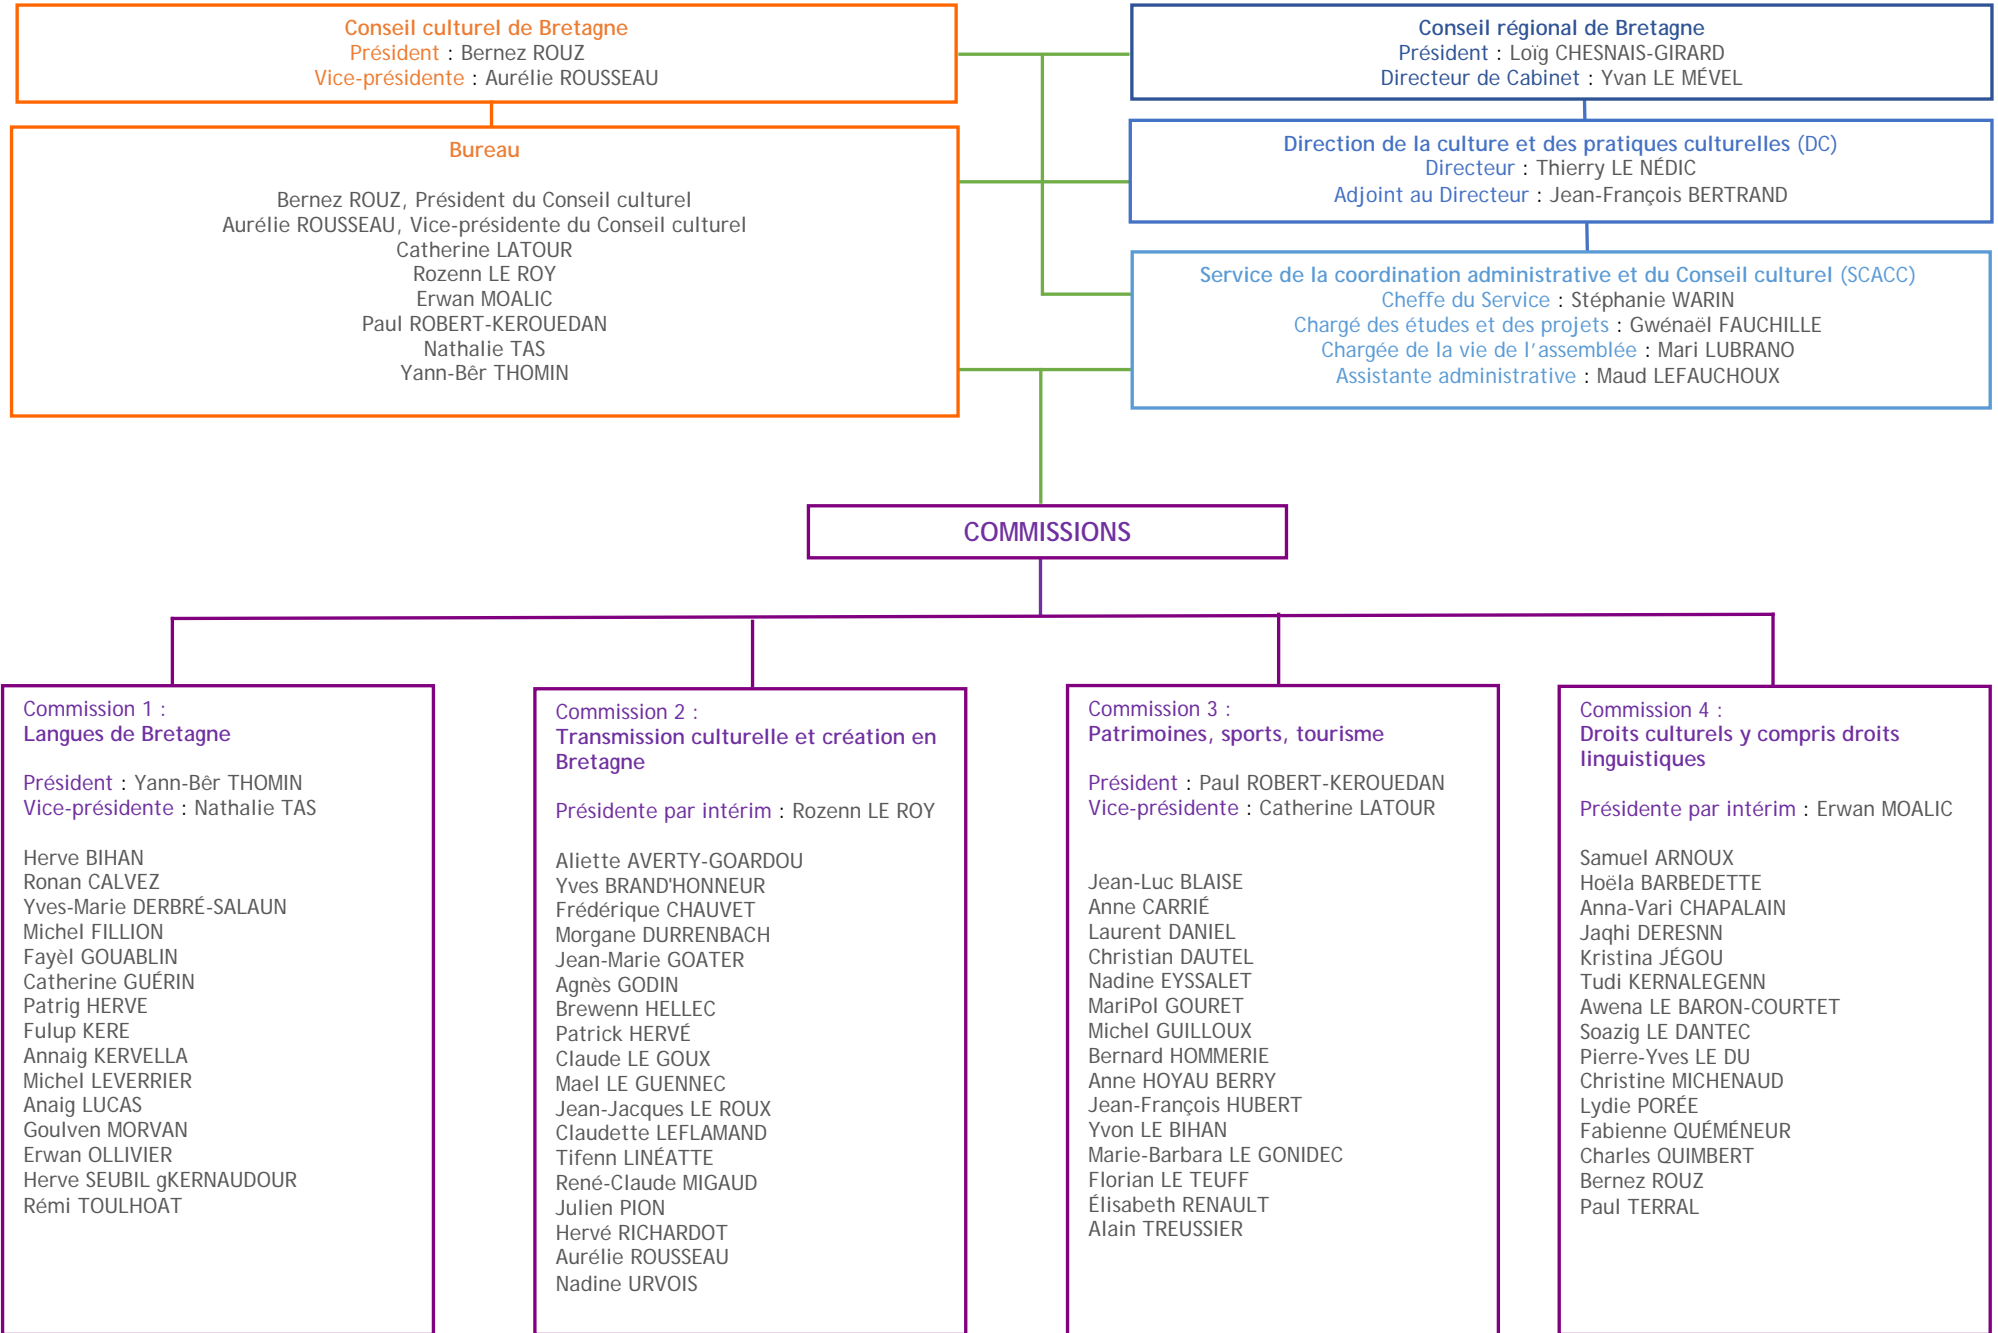 Conseil culturel de Bretagne
Président : Bernez ROUZ
Vice-présidente : Aurélie ROUSSEAU
Conseil régional de Bretagne
Président : Loïg CHESNAIS-GIRARD
Directeur de Cabinet : Yvan LE MÉVEL
Bureau
Bernez ROUZ, Président du Conseil culturel
Aurélie ROUSSEAU, Vice-présidente du Conseil culturel
Catherine LATOUR
Rozenn LE ROY
Erwan MOALIC
Paul ROBERT-KEROUEDAN
Nathalie TAS
Yann-Bêr THOMIN
Direction de la culture et des pratiques culturelles (DC)
Directeur : Thierry LE NÉDIC
Adjoint au Directeur : Jean-François BERTRAND
Service de la coordination administrative et du Conseil culturel (SCACC)
Cheffe du Service : Stéphanie WARIN
Chargé des études et des projets : Gwénaël FAUCHILLE
Chargée de la vie de l’assemblée : Mari LUBRANO
Assistante administrative : Maud LEFAUCHOUX
COMMISSIONS
Commission 1 :
Langues de Bretagne
Président : Yann-Bêr THOMIN
Vice-présidente : Nathalie TAS
Herve BIHAN
Ronan CALVEZ
Yves-Marie DERBRÉ-SALAUN
Michel FILLION
Fayèl GOUABLIN
Catherine GUÉRIN
Patrig HERVE
Fulup KERE
Annaig KERVELLA
Michel LEVERRIER
Anaig LUCAS
Goulven MORVAN
Erwan OLLIVIER
Herve SEUBIL gKERNAUDOUR
Rémi TOULHOAT
Commission 2 :
Transmission culturelle et création en
Bretagne
Présidente par intérim : Rozenn LE ROY
Aliette AVERTY-GOARDOU
Yves BRAND'HONNEUR
Frédérique CHAUVET
Morgane DURRENBACH
Jean-Marie GOATER
Agnès GODIN
Brewenn HELLEC
Patrick HERVÉ
Claude LE GOUX
Mael LE GUENNEC
Jean-Jacques LE ROUX
Claudette LEFLAMAND
Tifenn LINÉATTE
René-Claude MIGAUD
Julien PION
Hervé RICHARDOT
Aurélie ROUSSEAU
Nadine URVOIS
Commission 3 :
Patrimoines, sports, tourisme
Président : Paul ROBERT-KEROUEDAN
Vice-présidente : Catherine LATOUR
Jean-Luc BLAISE
Anne CARRIÉ
Laurent DANIEL
Christian DAUTEL
Nadine EYSSALET
MariPol GOURET
Michel GUILLOUX
Bernard HOMMERIE
Anne HOYAU BERRY
Jean-François HUBERT
Yvon LE BIHAN
Marie-Barbara LE GONIDEC
Florian LE TEUFF
Élisabeth RENAULT
Alain TREUSSIER
Commission 4 :
Droits culturels y compris droits
linguistiques
Présidente par intérim : Erwan MOALIC
Samuel ARNOUX
Hoëla BARBEDETTE
Anna-Vari CHAPALAIN
Jaqhi DERESNN
Kristina JÉGOU
Tudi KERNALEGENN
Awena LE BARON-COURTET
Soazig LE DANTEC
Pierre-Yves LE DU
Christine MICHENAUD
Lydie PORÉE
Fabienne QUÉMÉNEUR
Charles QUIMBERT
Bernez ROUZ
Paul TERRAL